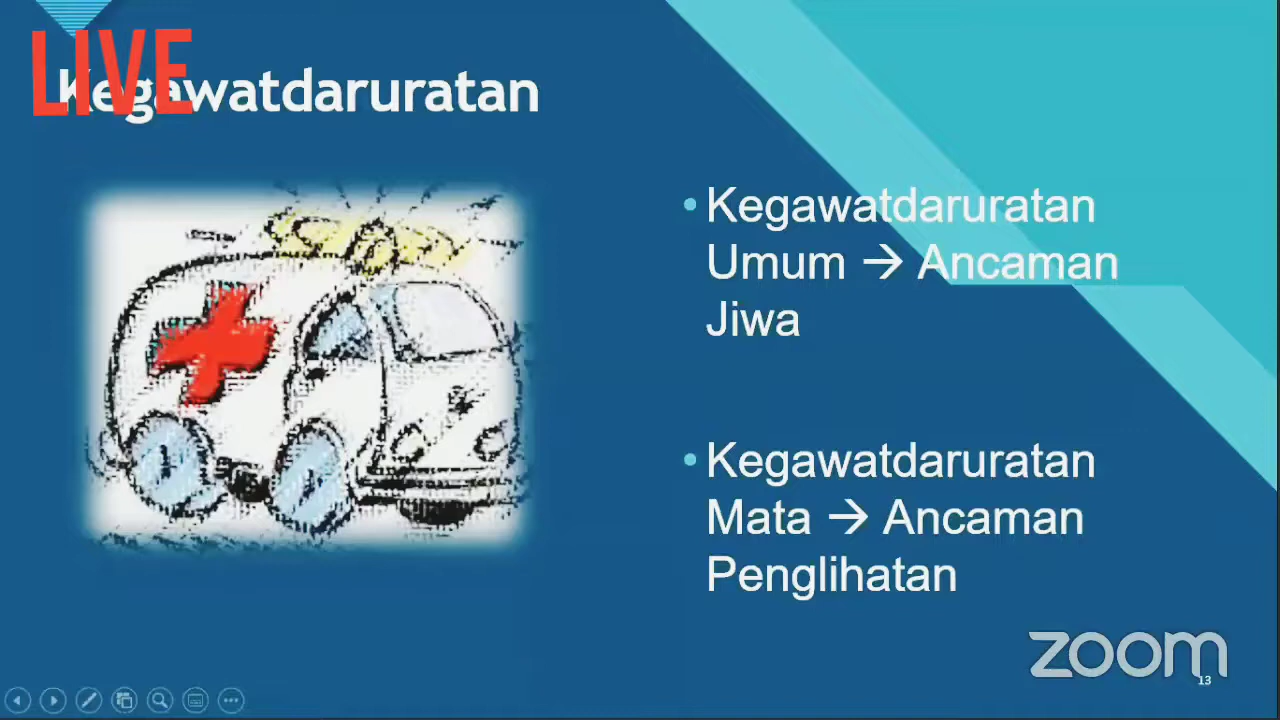 LIVE
Kegawatdaruratan
• Kegawatdaruratan
Umum → Ancaman
Jiwa
• Kegawatdaruratan
Mata → Ancaman
Penglihatan
zoom
13